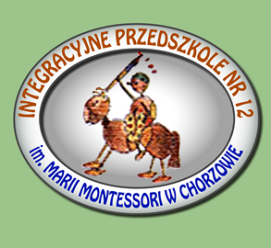 INTEGRACYJNE PRZEDSZKOLE NR 12
im. MARII MONTESSORI W CHORZOWIE